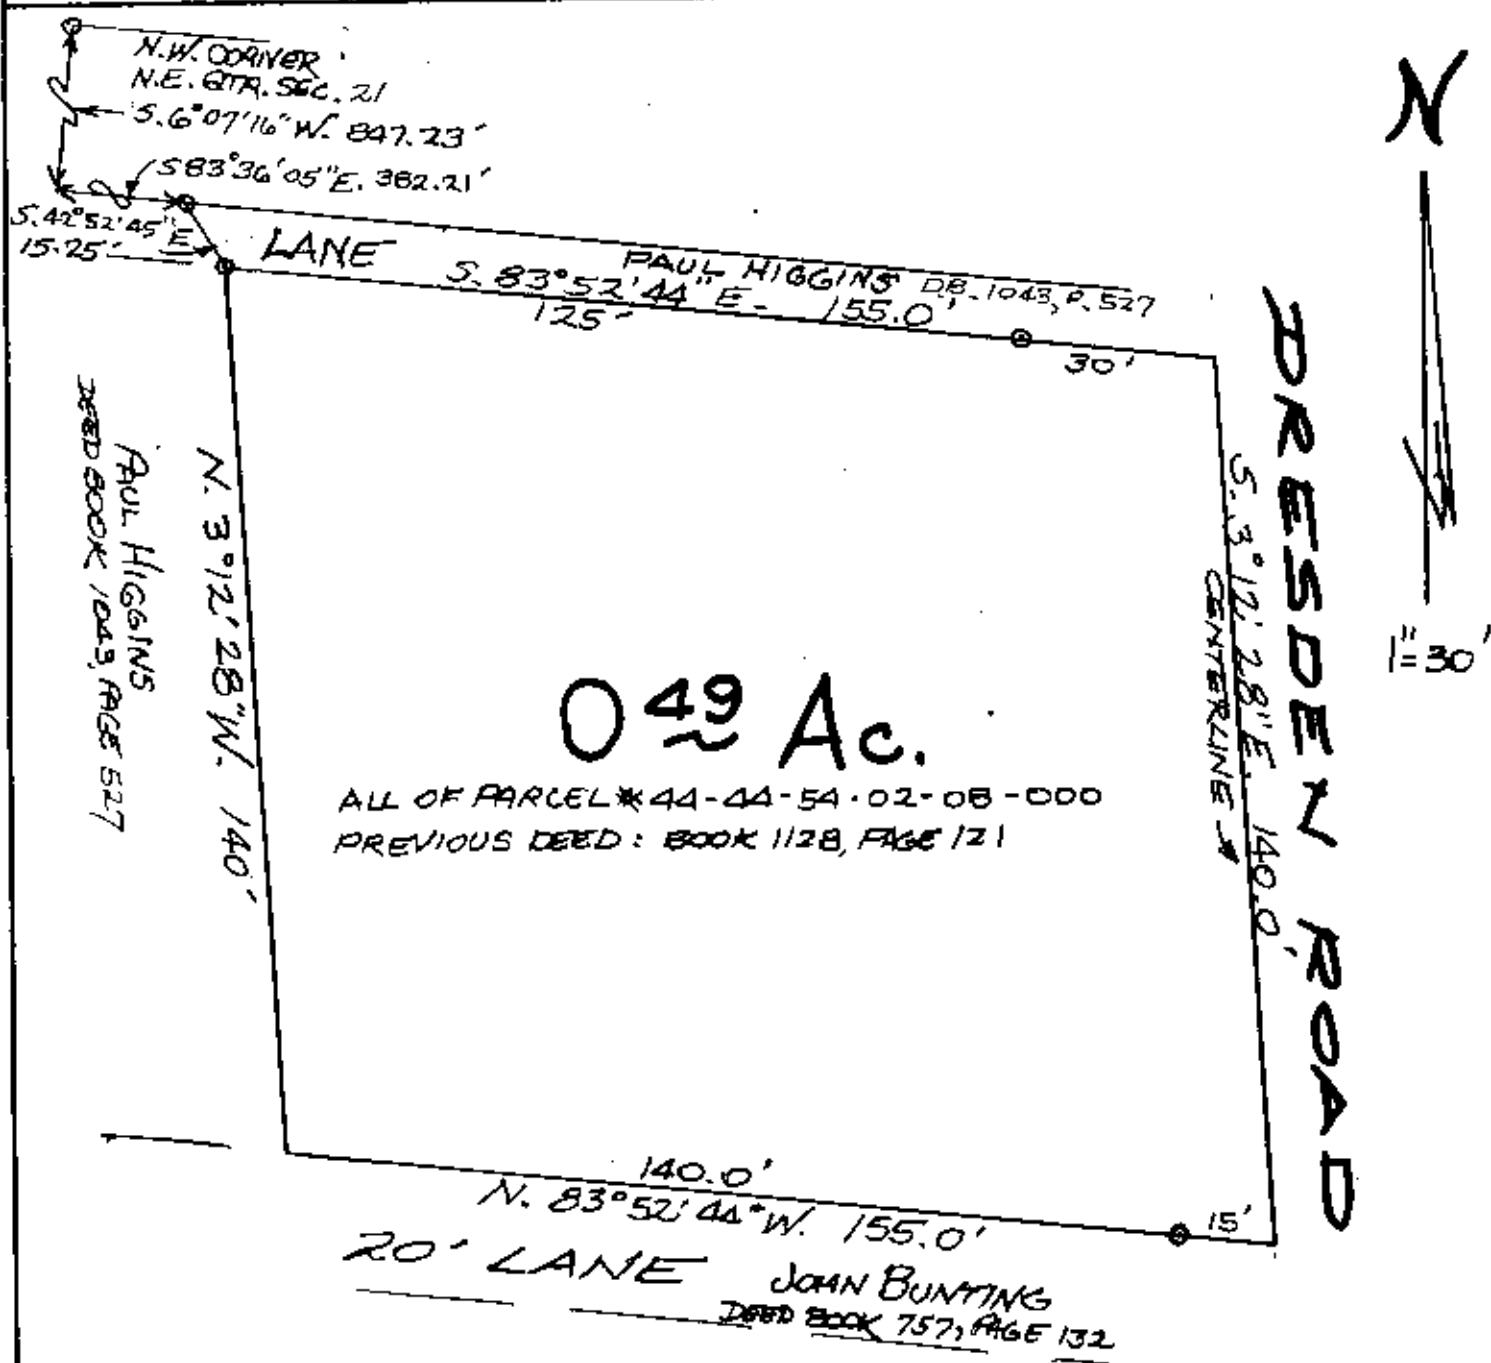 N.W. CORNER
N.E. QTR. SEC. 21
S. 6°07'16" W. 847.23'
S 83°36'05" E. 382.21'
S. 42°52'45" E
15.25'
LANE
PAUL HIGGINS DB. 1043, P. 527
S. 83°52'44" E. 155.0'
125'
30'
N
1"=30'
DRESDEN ROAD
S. 3°12'28" E. 140.0'
CENTERLINE
PAUL HIGGINS
DEED BOOK 1043, PAGE 527
N. 3°12'28" W. 140'
0 49 Ac.
ALL OF PARCEL * 44-44-54-02-08-000
PREVIOUS DEED: BOOK 1128, PAGE 121
140.0'
N. 83°52'44" W. 155.0'
15'
20' LANE
JOHN BUNTING
DEED BOOK 757, PAGE 132